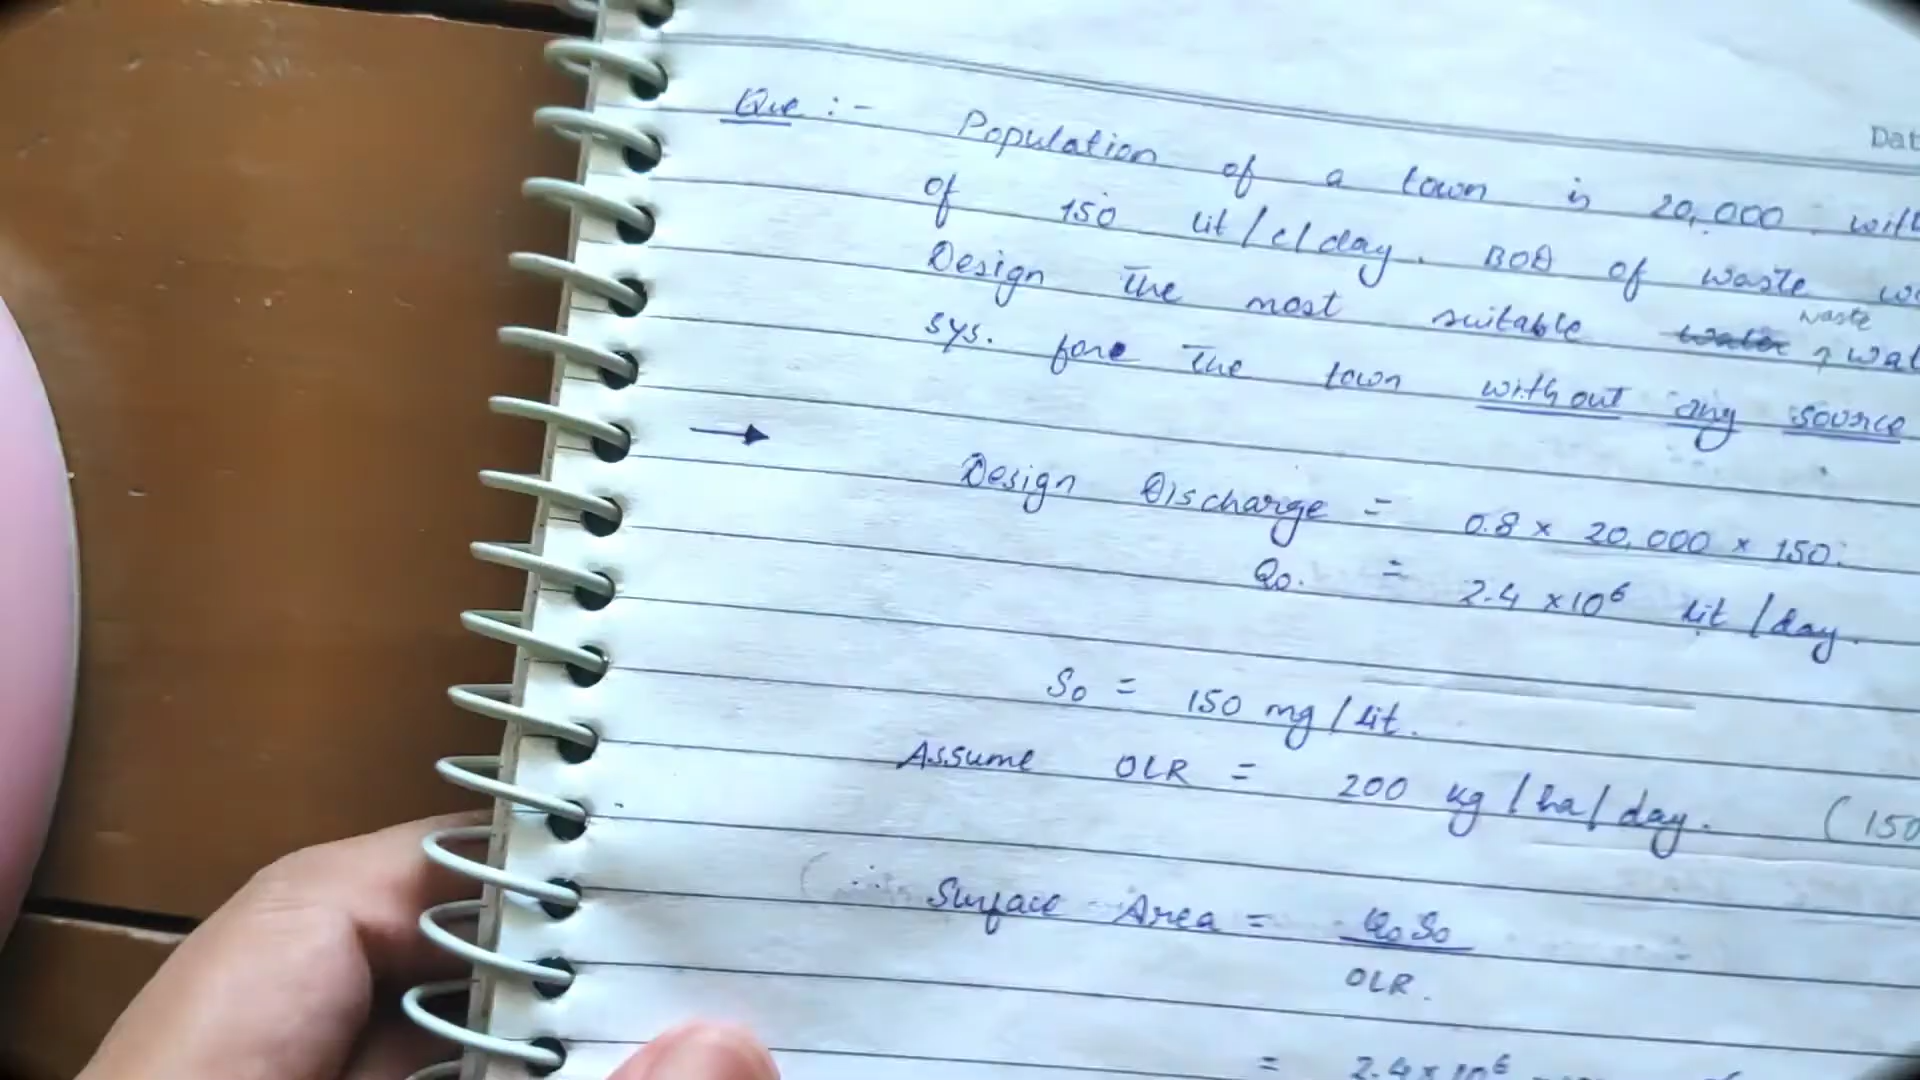 Dat
Que :- Population of a town is 20,000. with
of 150 lit/c/day. BOD of waste
Design The most suitable water waste wat
sys. fore The town without any source
→ Design Discharge = 0.8 × 20,000 × 150.
Q₀. = 2.4 × 10⁶ lit/day.
S₀ = 150 mg/lit.
Assume OLR = 200 kg/ha/day. (150
∴ Surface Area = Q₀S₀
OLR.
= 2.4 × 10⁶